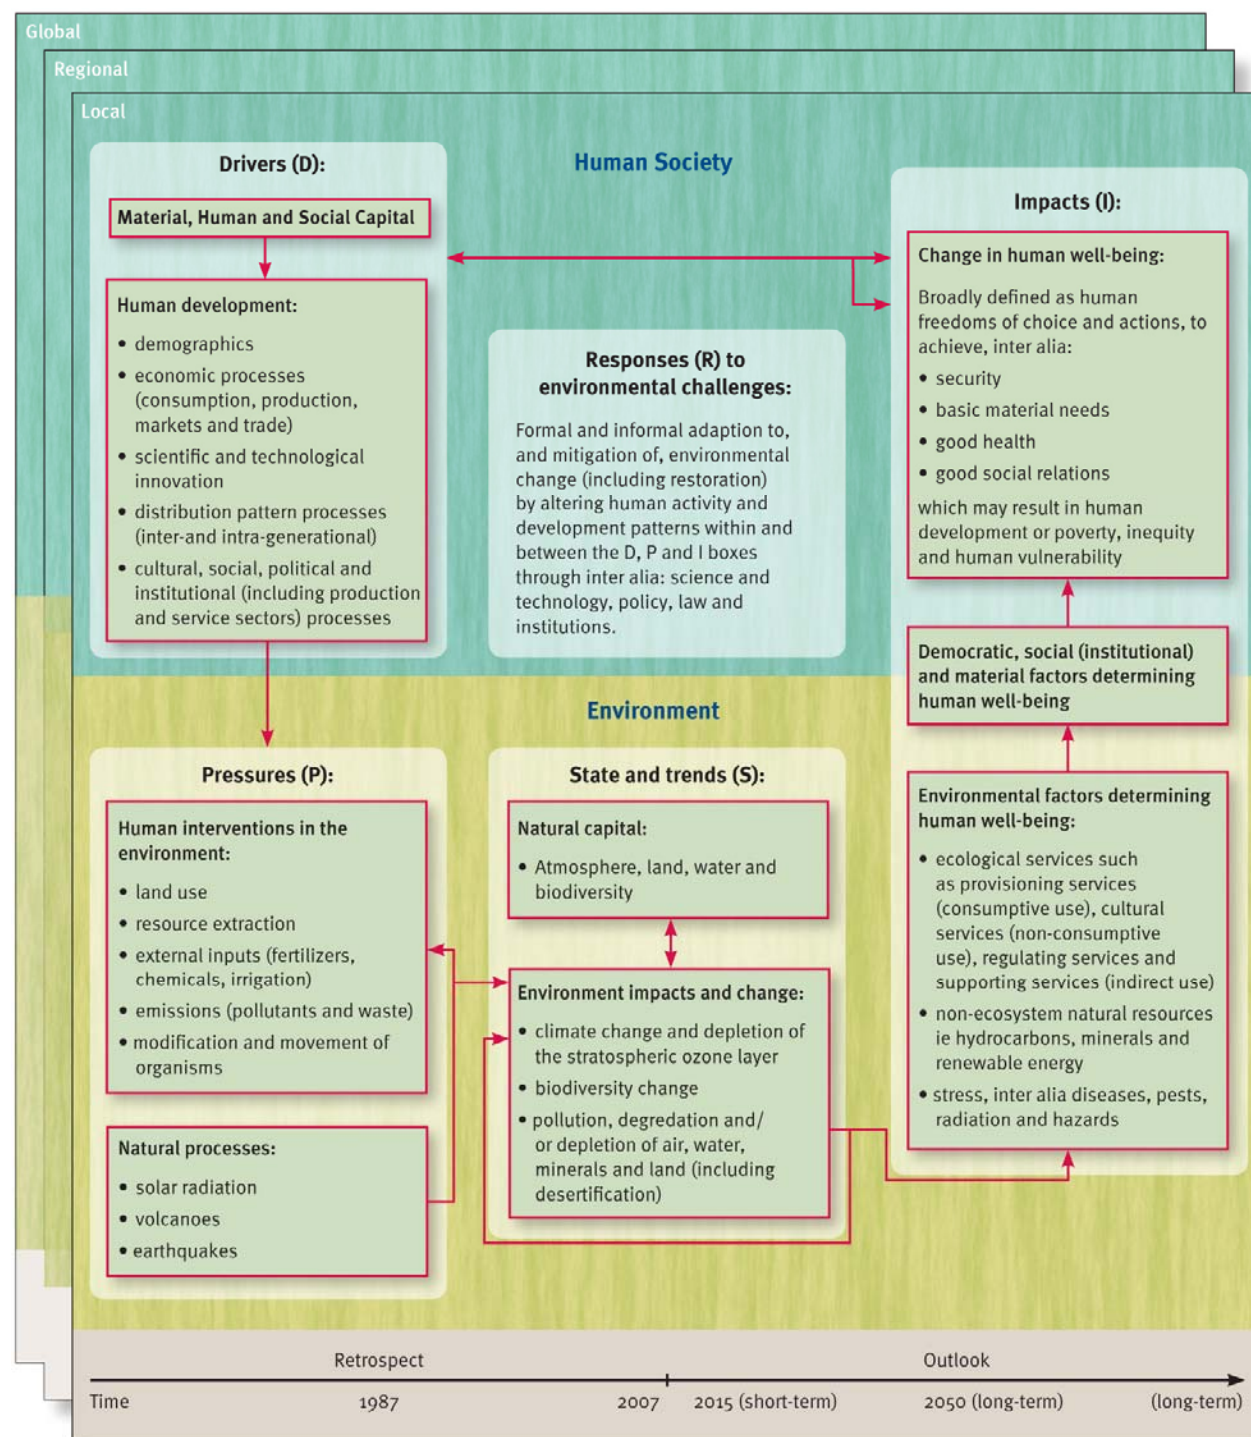 Global
Regional
Local
Human Society
Drivers (D):
Material, Human and Social Capital
Human development:
• demographics
• economic processes
(consumption, production,
markets and trade)
• scientific and technological
innovation
• distribution pattern processes
(inter-and intra-generational)
• cultural, social, political and
institutional (including production
and service sectors) processes
Responses (R) to
environmental challenges:
Formal and informal adaption to,
and mitigation of, environmental
change (including restoration)
by altering human activity and
development patterns within and
between the D, P and I boxes
through inter alia: science and
technology, policy, law and
institutions.
Impacts (I):
Change in human well-being:
Broadly defined as human
freedoms of choice and actions, to
achieve, inter alia:
• security
• basic material needs
• good health
• good social relations
which may result in human
development or poverty, inequity
and human vulnerability
Democratic, social (institutional)
and material factors determining
human well-being
Environmental factors determining
human well-being:
• ecological services such
as provisioning services
(consumptive use), cultural
services (non-consumptive
use), regulating services and
supporting services (indirect use)
• non-ecosystem natural resources
ie hydrocarbons, minerals and
renewable energy
• stress, inter alia diseases, pests,
radiation and hazards
Environment
Pressures (P):
Human interventions in the
environment:
• land use
• resource extraction
• external inputs (fertilizers,
chemicals, irrigation)
• emissions (pollutants and waste)
• modification and movement of
organisms
Natural processes:
• solar radiation
• volcanoes
• earthquakes
State and trends (S):
Natural capital:
• Atmosphere, land, water and
biodiversity
Environment impacts and change:
• climate change and depletion of
the stratospheric ozone layer
• biodiversity change
• pollution, degredation and/
or depletion of air, water,
minerals and land (including
desertification)
Retrospect
Outlook
Time
1987
2007
2015 (short-term)
2050 (long-term)
(long-term)